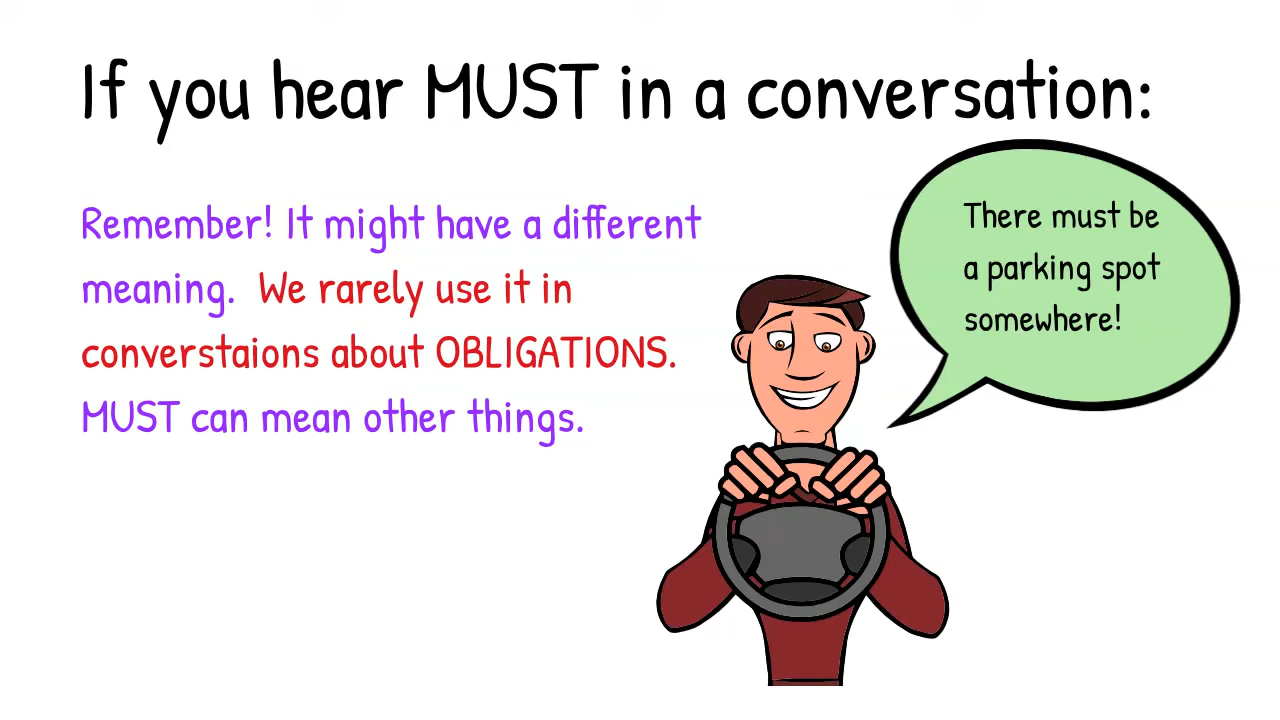 If you hear MUST in a conversation:
Remember! It might have a different
meaning. We rarely use it in
converstaions about OBLIGATIONS.
MUST can mean other things.
There must be
a parking spot
somewhere!